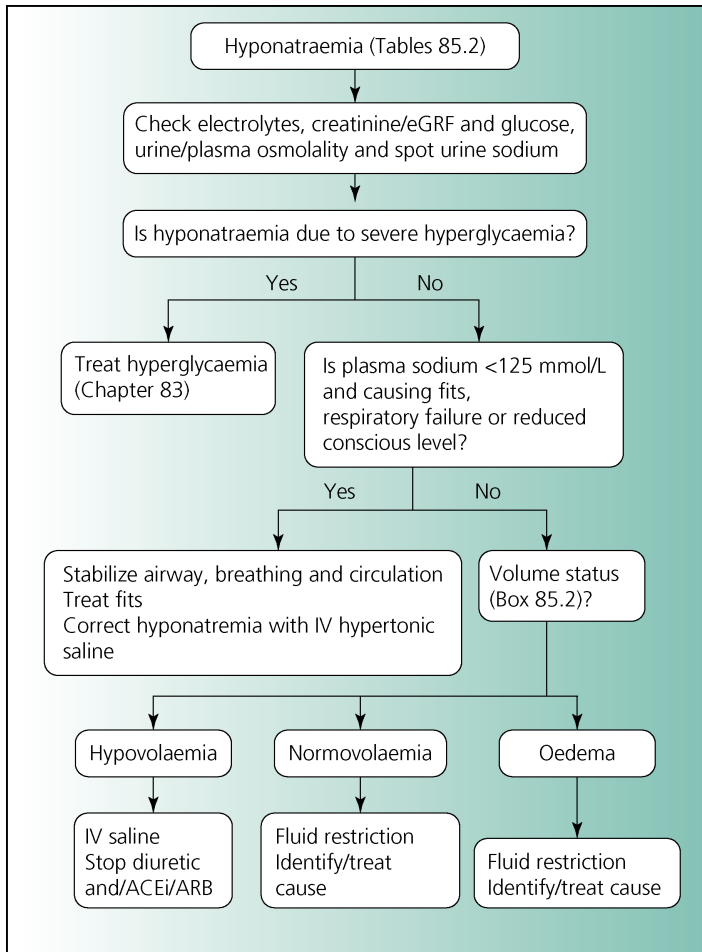 Hyponatraemia (Tables 85.2)
Check electrolytes, creatinine/eGRF and glucose,
urine/plasma osmolality and spot urine sodium
Is hyponatraemia due to severe hyperglycaemia?
Yes
No
Treat hyperglycaemia
(Chapter 83)
Is plasma sodium <125 mmol/L
and causing fits,
respiratory failure or reduced
conscious level?
Yes
No
Stabilize airway, breathing and circulation
Treat fits
Correct hyponatremia with IV hypertonic
saline
Volume status
(Box 85.2)?
Hypovolaemia
Normovolaemia
Oedema
IV saline
Stop diuretic
and/ACEi/ARB
Fluid restriction
Identify/treat
cause
Fluid restriction
Identify/treat cause